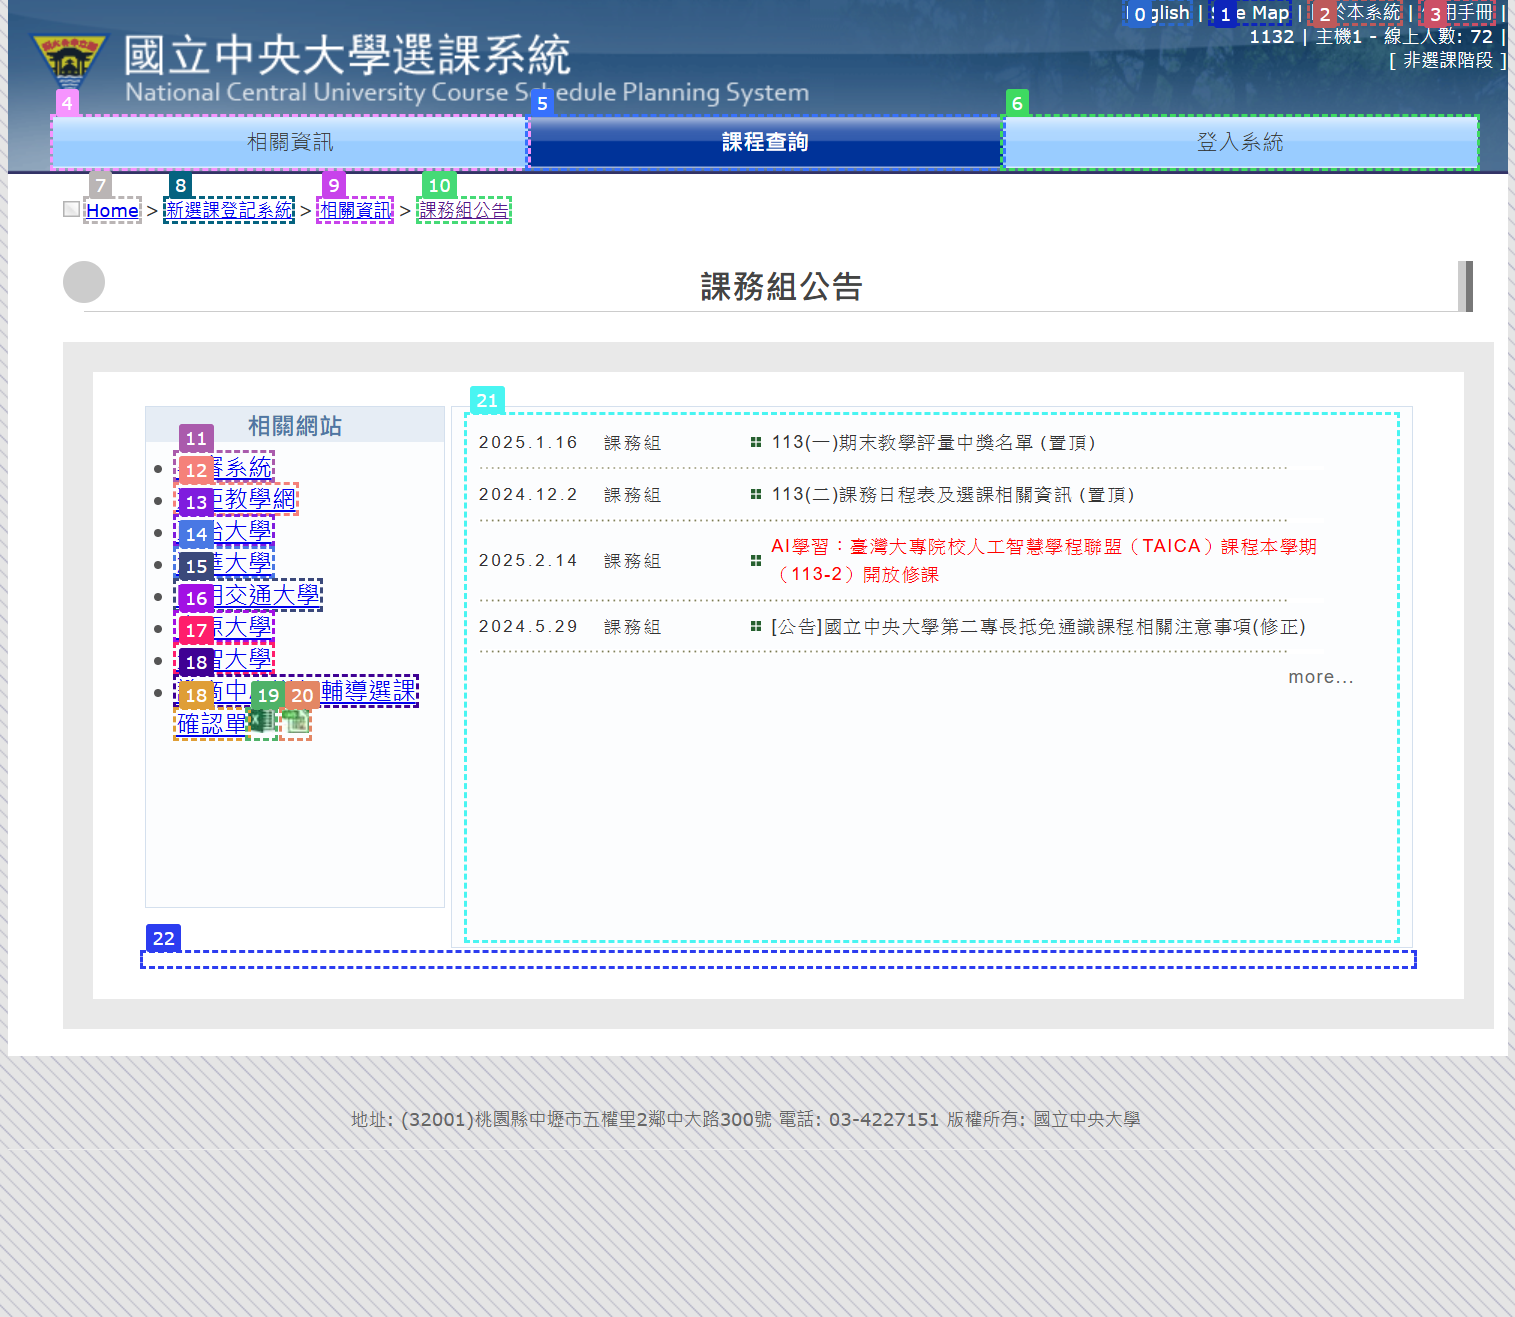 English | Site Map | 關於本系統 | 使用手冊 |
1132 | 主機1 - 線上人數: 72 |
[ 非選課階段 ]
國立中央大學選課系統
National Central University Course Schedule Planning System
0 1 2 3
4 5 6
相關資訊 課程查詢 登入系統
7 8 9 10
Home > 新選課登記系統 > 相關資訊 > 課務組公告
課務組公告
相關網站
11
系統
12
教學網
13
大學
14
大學
15
交通大學
16
大學
17
大學
18
輔導選課
18 19 20
確認單
21
2025.1.16 課務組 113(一)期末教學評量中獎名單 (置頂)
2024.12.2 課務組 113(二)課務日程表及選課相關資訊 (置頂)
2025.2.14 課務組 AI學習：臺灣大專院校人工智慧學程聯盟（TAICA）課程本學期
（113-2）開放修課
2024.5.29 課務組 [公告]國立中央大學第二專長抵免通識課程相關注意事項(修正)
more...
22
地址: (32001)桃園縣中壢市五權里2鄰中大路300號 電話: 03-4227151 版權所有: 國立中央大學